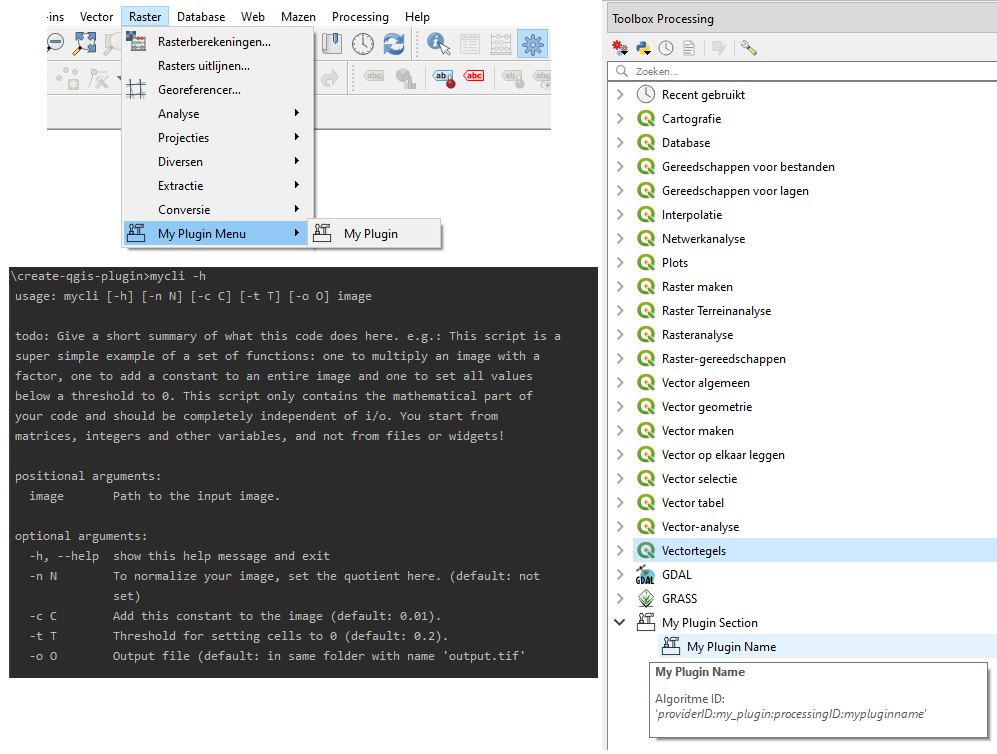 -ins Vector Raster Database Web Mazen Processing Help
Rasterberekeningen...
Rasters uitlijnen...
Georeferencer...
Analyse
Projecties
Diversen
Extractie
Conversie
My Plugin Menu
My Plugin
abc
ab
abc
ab
abc
\create-qgis-plugin>mycli -h
usage: mycli [-h] [-n N] [-c C] [-t T] [-o O] image
todo: Give a short summary of what this code does here. e.g.: This script is a
super simple example of a set of functions: one to multiply an image with a
factor, one to add a constant to an entire image and one to set all values
below a threshold to 0. This script only contains the mathematical part of
your code and should be completely independent of i/o. You start from
matrices, integers and other variables, and not from files or widgets!
positional arguments:
image Path to the input image.
optional arguments:
-h, --help show this help message and exit
-n N To normalize your image, set the quotient here. (default: not
set)
-c C Add this constant to the image (default: 0.01).
-t T Threshold for setting cells to 0 (default: 0.2).
-o O Output file (default: in same folder with name 'output.tif'
Toolbox Processing
Zoeken...
Recent gebruikt
Cartografie
Database
Gereedschappen voor bestanden
Gereedschappen voor lagen
Interpolatie
Netwerkanalyse
Plots
Raster maken
Raster Terreinanalyse
Rasteranalyse
Raster-gereedschappen
Vector algemeen
Vector geometrie
Vector maken
Vector op elkaar leggen
Vector selectie
Vector tabel
Vector-analyse
Vectortegels
GDAL GDAL
GRASS
My Plugin Section
My Plugin Name
My Plugin Name
Algoritme ID:
'providerID:my_plugin:processingID:mypluginname'